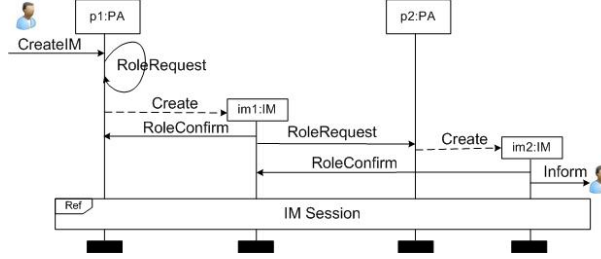 p1:PA
p2:PA
CreateIM
RoleRequest
Create
im1:IM
RoleConfirm
RoleRequest
Create
im2:IM
RoleConfirm
Inform
Ref
IM Session